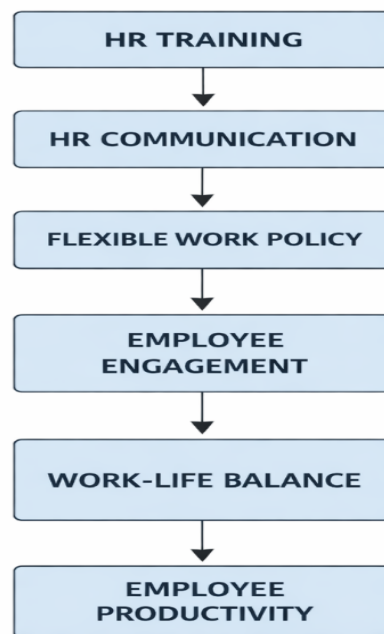 HR TRAINING
HR COMMUNICATION
FLEXIBLE WORK POLICY
EMPLOYEE
ENGAGEMENT
WORK-LIFE BALANCE
EMPLOYEE
PRODUCTIVITY